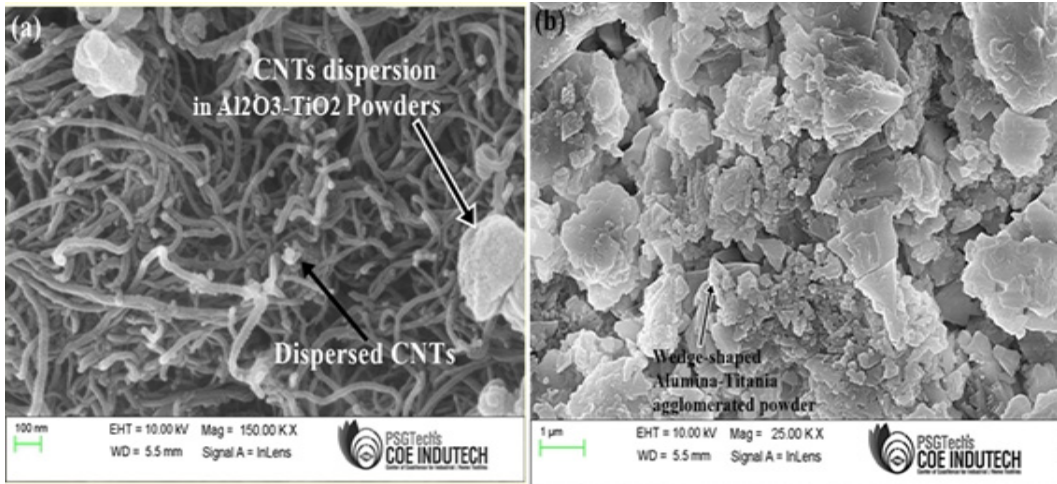 (a)
CNTs dispersion
in Al2O3-TiO2 Powders
Dispersed CNTs
100 nm
EHT = 10.00 kV
Mag = 150.00 K X
WD = 5.5 mm
Signal A = InLens
PSGTech's
COE INDUTECH
(b)
Wedge-shaped
Alumina-Titania
agglomerated powder
1 µm
EHT = 10.00 kV
Mag = 25.00 K X
WD = 5.5 mm
Signal A = InLens
PSGTech's
COE INDUTECH